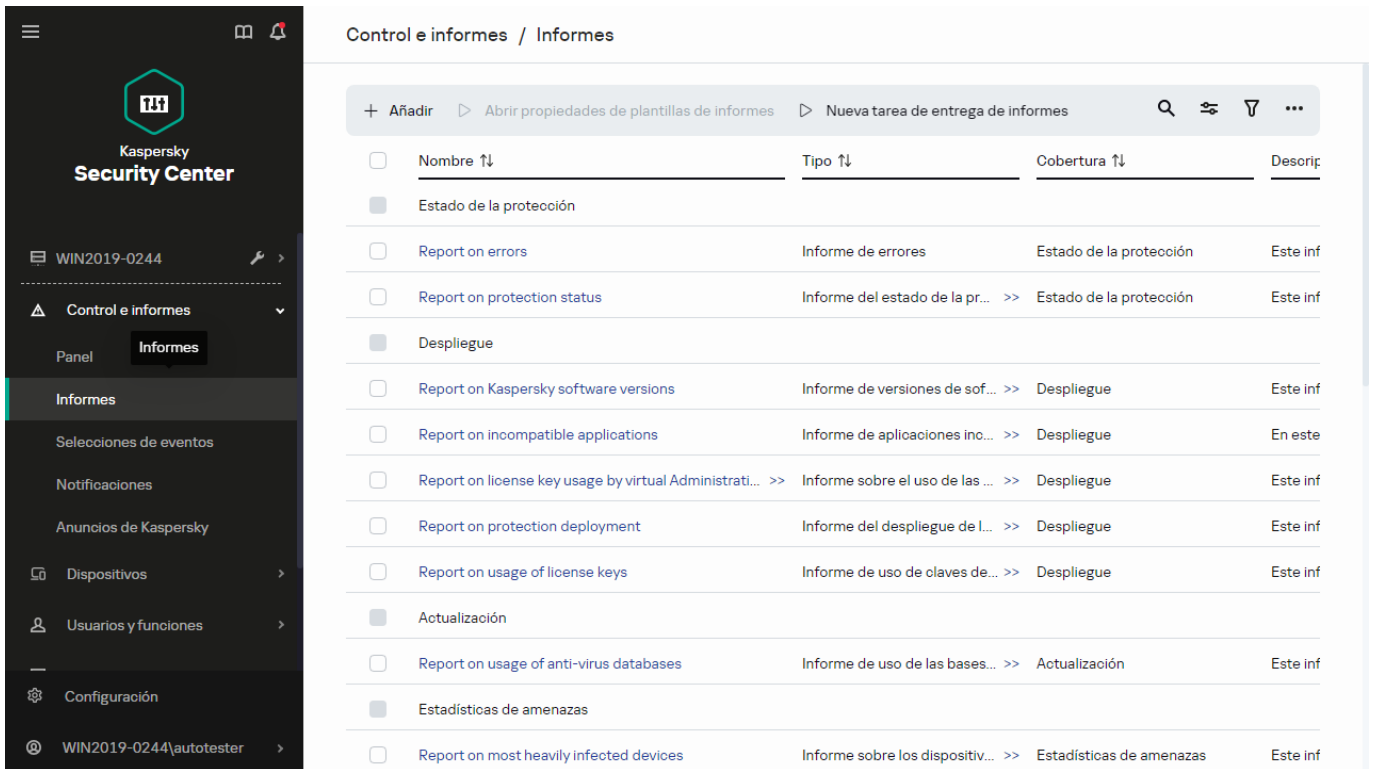 Control e informes / Informes
Kaspersky
Security Center
WIN2019-0244
Control e informes
Panel
Informes
Informes
Selecciones de eventos
Notificaciones
Anuncios de Kaspersky
Dispositivos
Usuarios y funciones
Configuración
WIN2019-0244\autotester
+ Añadir Abrir propiedades de plantillas de informes Nueva tarea de entrega de informes ...
Nombre Tipo Cobertura Descrip
Estado de la protección
Report on errors Informe de errores Estado de la protección Este inf
Report on protection status Informe del estado de la pr... >> Estado de la protección Este inf
Despliegue
Report on Kaspersky software versions Informe de versiones de sof... >> Despliegue Este inf
Report on incompatible applications Informe de aplicaciones inc... >> Despliegue En este
Report on license key usage by virtual Administrati... >> Informe sobre el uso de las ... >> Despliegue Este inf
Report on protection deployment Informe del despliegue de l... >> Despliegue Este inf
Report on usage of license keys Informe de uso de claves de... >> Despliegue Este inf
Actualización
Report on usage of anti-virus databases Informe de uso de las bases... >> Actualización Este inf
Estadísticas de amenazas
Report on most heavily infected devices Informe sobre los dispositiv... >> Estadísticas de amenazas Este inf